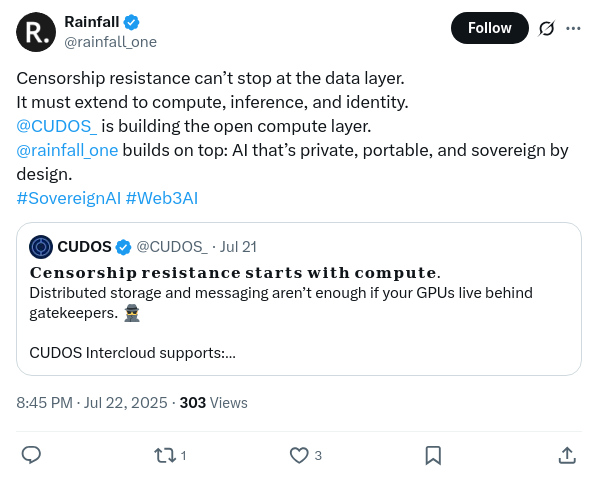 R.
Rainfall
@rainfall_one
Follow
Censorship resistance can’t stop at the data layer.
It must extend to compute, inference, and identity.
@CUDOS_ is building the open compute layer.
@rainfall_one builds on top: AI that’s private, portable, and sovereign by
design.
#SovereignAI #Web3AI
CUDOS @CUDOS_ · Jul 21
𝐂𝐞𝐧𝐬𝐨𝐫𝐬𝐡𝐢𝐩 𝐫𝐞𝐬𝐢𝐬𝐭𝐚𝐧𝐜𝐞 𝐬𝐭𝐚𝐫𝐭𝐬 𝐰𝐢𝐭𝐡 𝐜𝐨𝐦𝐩𝐮𝐭𝐞.
Distributed storage and messaging aren’t enough if your GPUs live behind
gatekeepers. 🕵️
CUDOS Intercloud supports:...
8:45 PM · Jul 22, 2025 · 303 Views
1
3